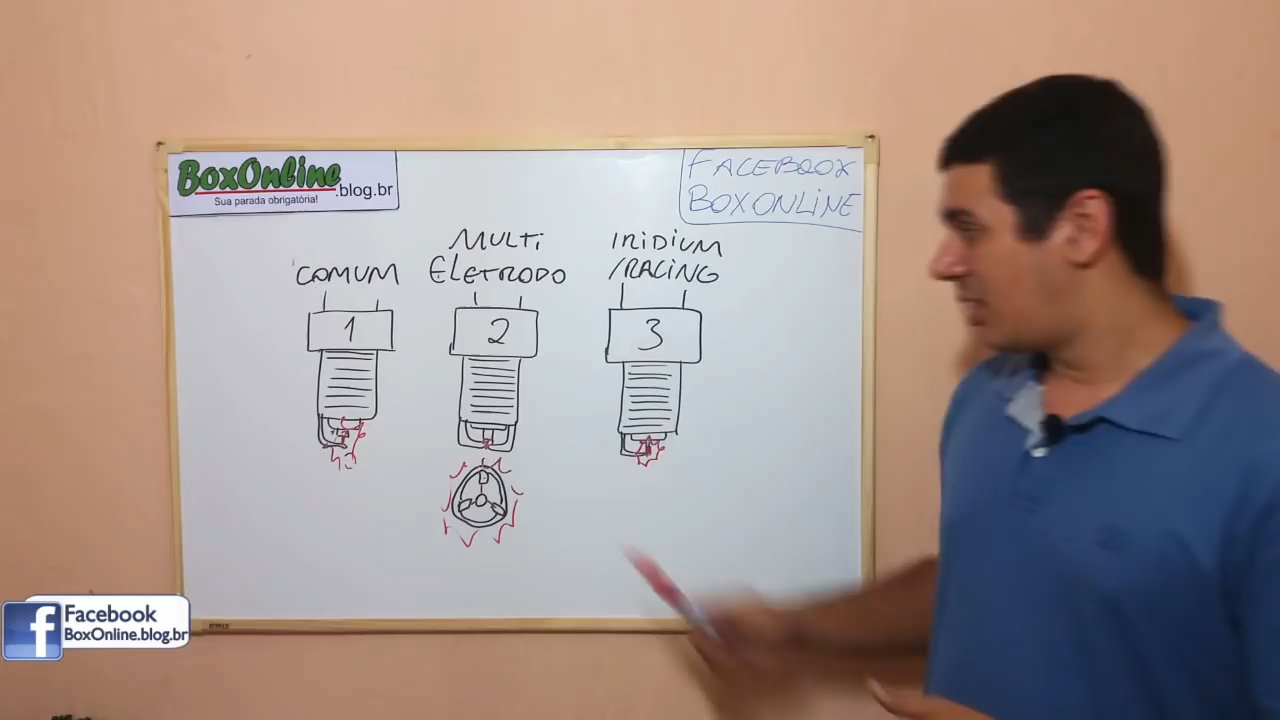 BoxOnline
.blog.br
Sua parada obrigatória!
FACEBOOK
BOXONLINE
COMUM
MULTI
ELETRODO
IRIDIUM
/RACING
1
2
3
f
Facebook
BoxOnline.blog.br